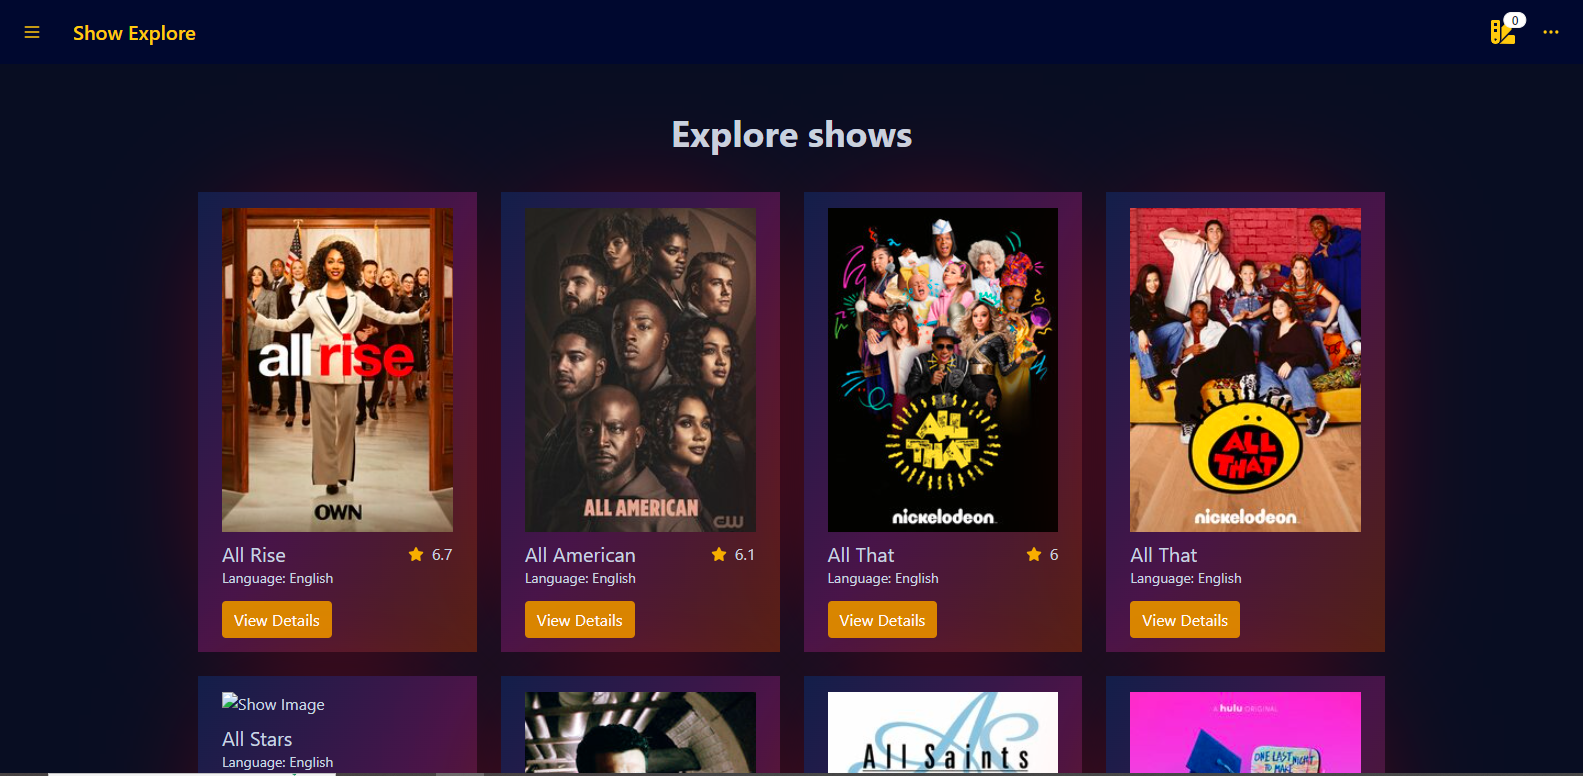 Show Explore
0
Explore shows
all rise
OWN
ALL AMERICAN
CW
ALL
THAT
nickelodeon
ALL
THAT
nickelodeon
All Rise
6.7
Language: English
View Details
All American
6.1
Language: English
View Details
All That
6
Language: English
View Details
All That
Language: English
View Details
Show Image
All Stars
Language: English
AS
All Saints
A hulu ORIGINAL
ONE LAST
NIGHT
TO MAKE